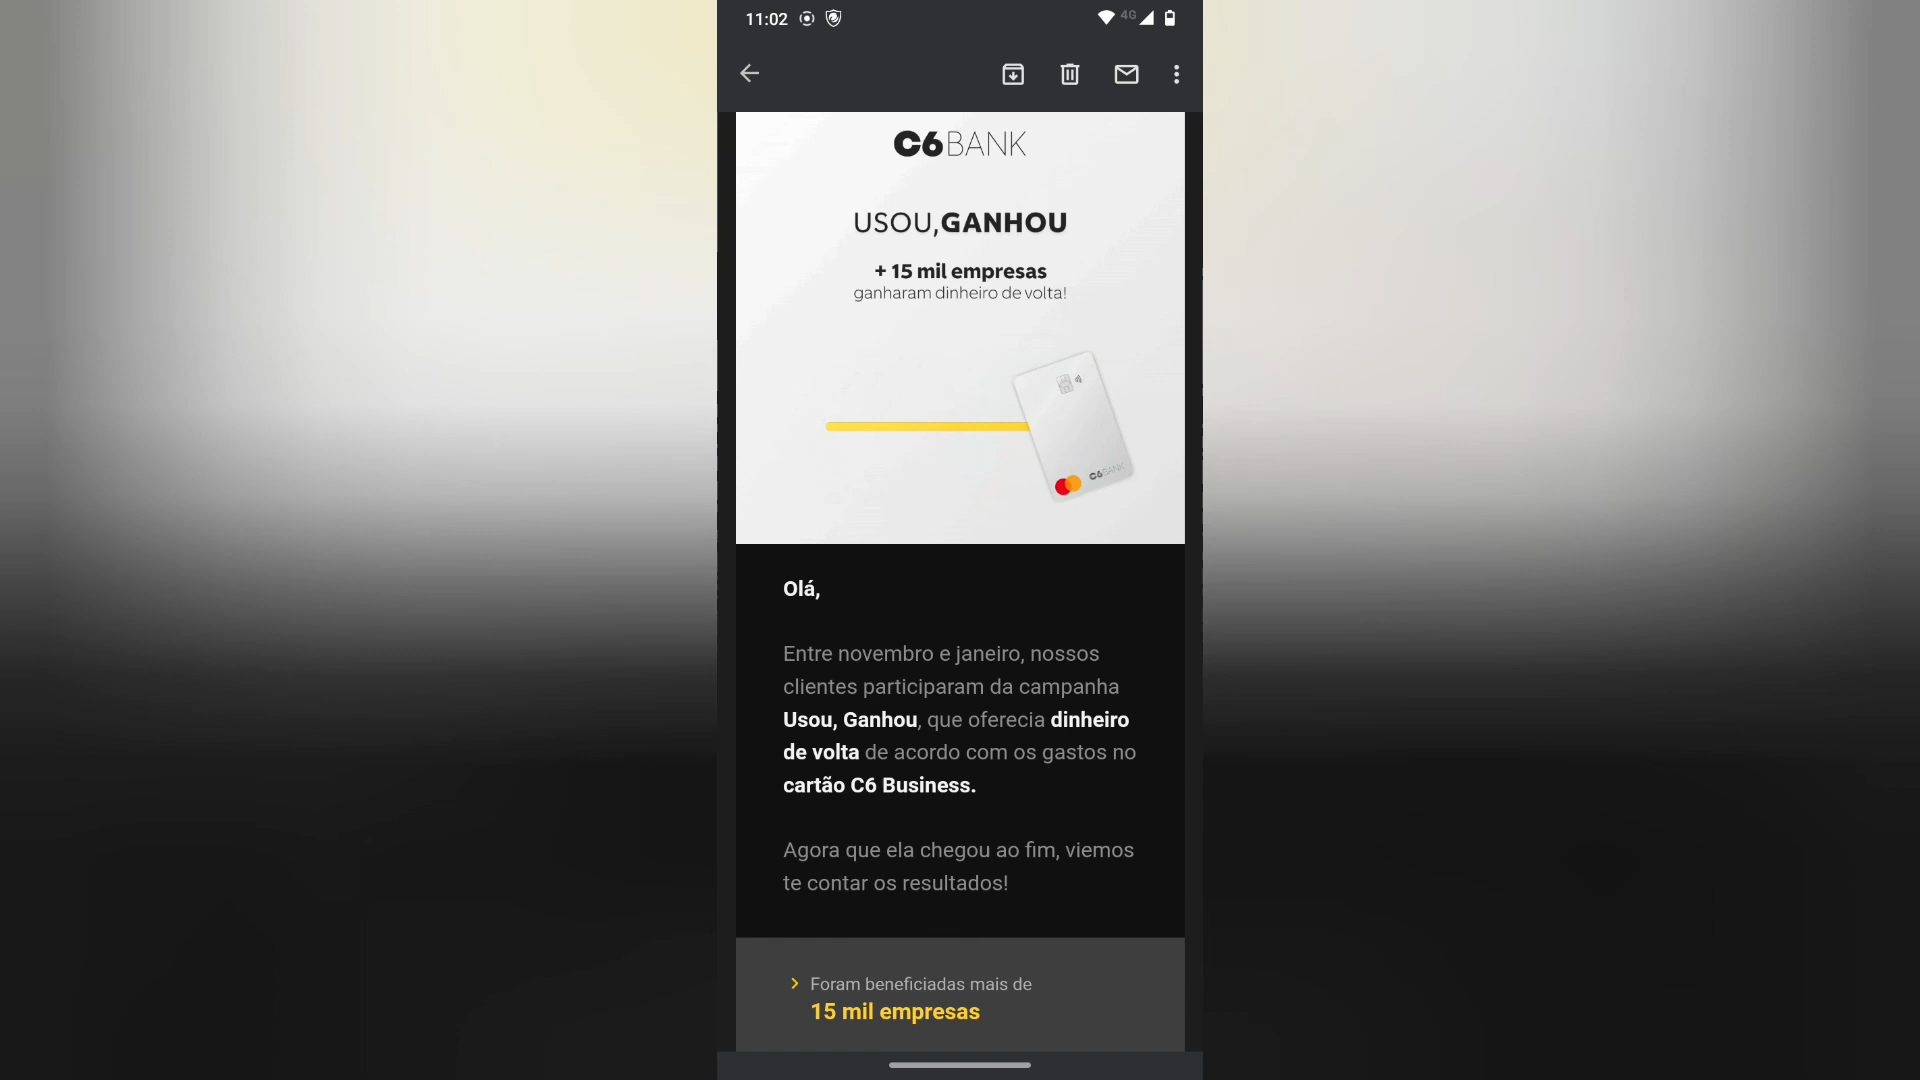 11:02
4G
C6BANK
USOU,GANHOU
+ 15 mil empresas
ganharam dinheiro de volta!
C6BANK
Olá,
Entre novembro e janeiro, nossos
clientes participaram da campanha
Usou, Ganhou, que oferecia dinheiro
de volta de acordo com os gastos no
cartão C6 Business.
Agora que ela chegou ao fim, viemos
te contar os resultados!
Foram beneficiadas mais de
15 mil empresas